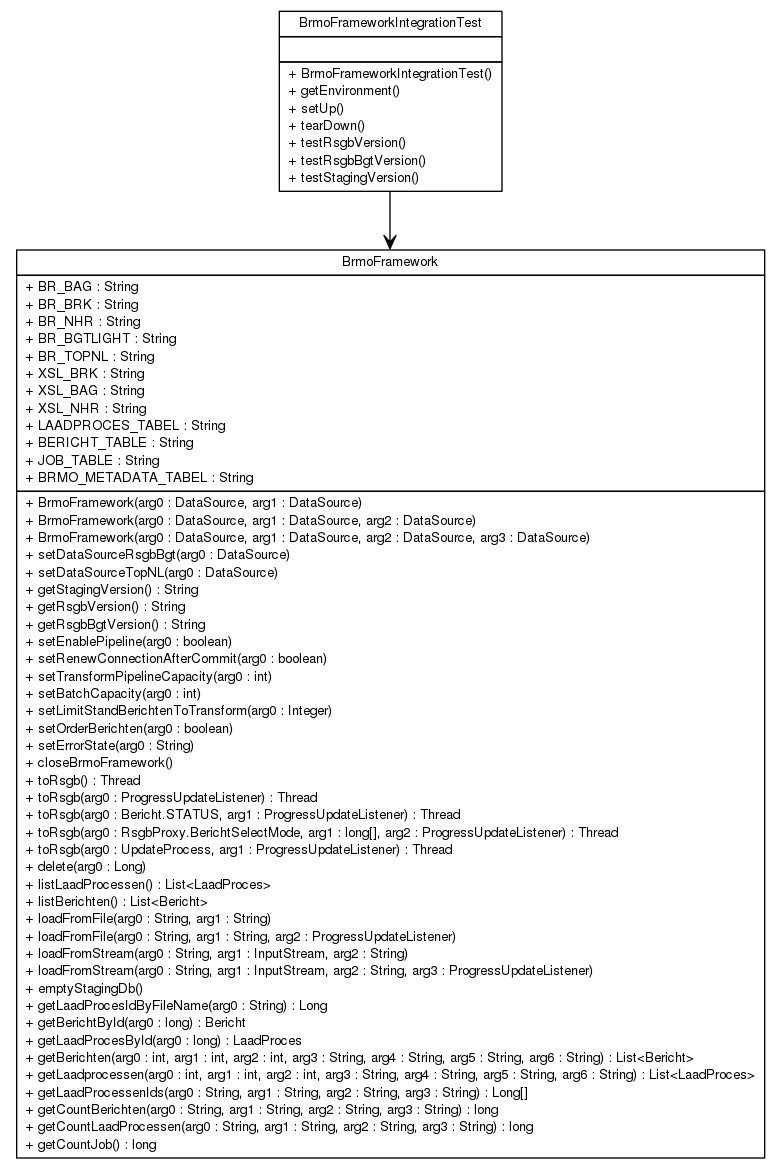 BrmoFrameworkIntegrationTest
+ BrmoFrameworkIntegrationTest()
+ getEnvironment()
+ setUp()
+ tearDown()
+ testRsgbVersion()
+ testRsgbBgtVersion()
+ testStagingVersion()
BrmoFramework
+ BR_BAG : String
+ BR_BRK : String
+ BR_NHR : String
+ BR_BGTLIGHT : String
+ BR_TOPNL : String
+ XSL_BRK : String
+ XSL_BAG : String
+ XSL_NHR : String
+ LAADPROCES_TABEL : String
+ BERICHT_TABLE : String
+ JOB_TABLE : String
+ BRMO_METADATA_TABEL : String
+ BrmoFramework(arg0 : DataSource, arg1 : DataSource)
+ BrmoFramework(arg0 : DataSource, arg1 : DataSource, arg2 : DataSource)
+ BrmoFramework(arg0 : DataSource, arg1 : DataSource, arg2 : DataSource, arg3 : DataSource)
+ setDataSourceRsgbBgt(arg0 : DataSource)
+ setDataSourceTopNL(arg0 : DataSource)
+ getStagingVersion() : String
+ getRsgbVersion() : String
+ getRsgbBgtVersion() : String
+ setEnablePipeline(arg0 : boolean)
+ setRenewConnectionAfterCommit(arg0 : boolean)
+ setTransformPipelineCapacity(arg0 : int)
+ setBatchCapacity(arg0 : int)
+ setLimitStandBerichtenToTransform(arg0 : Integer)
+ setOrderBerichten(arg0 : boolean)
+ setErrorState(arg0 : String)
+ closeBrmoFramework()
+ toRsgb() : Thread
+ toRsgb(arg0 : ProgressUpdateListener) : Thread
+ toRsgb(arg0 : Bericht.STATUS, arg1 : ProgressUpdateListener) : Thread
+ toRsgb(arg0 : RsgbProxy.BerichtSelectMode, arg1 : long[], arg2 : ProgressUpdateListener) : Thread
+ toRsgb(arg0 : UpdateProcess, arg1 : ProgressUpdateListener) : Thread
+ delete(arg0 : Long)
+ listLaadProcessen() : List<LaadProces>
+ listBerichten() : List<Bericht>
+ loadFromFile(arg0 : String, arg1 : String)
+ loadFromFile(arg0 : String, arg1 : String, arg2 : ProgressUpdateListener)
+ loadFromStream(arg0 : String, arg1 : InputStream, arg2 : String)
+ loadFromStream(arg0 : String, arg1 : InputStream, arg2 : String, arg3 : ProgressUpdateListener)
+ emptyStagingDb()
+ getLaadProcesIdByFileName(arg0 : String) : Long
+ getBerichtById(arg0 : long) : Bericht
+ getLaadProcesById(arg0 : long) : LaadProces
+ getBerichten(arg0 : int, arg1 : int, arg2 : int, arg3 : String, arg4 : String, arg5 : String, arg6 : String) : List<Bericht>
+ getLaadprocessen(arg0 : int, arg1 : int, arg2 : int, arg3 : String, arg4 : String, arg5 : String, arg6 : String) : List<LaadProces>
+ getLaadProcessenIds(arg0 : String, arg1 : String, arg2 : String, arg3 : String) : Long[]
+ getCountBerichten(arg0 : String, arg1 : String, arg2 : String, arg3 : String) : long
+ getCountLaadProcessen(arg0 : String, arg1 : String, arg2 : String, arg3 : String) : long
+ getCountJob() : long